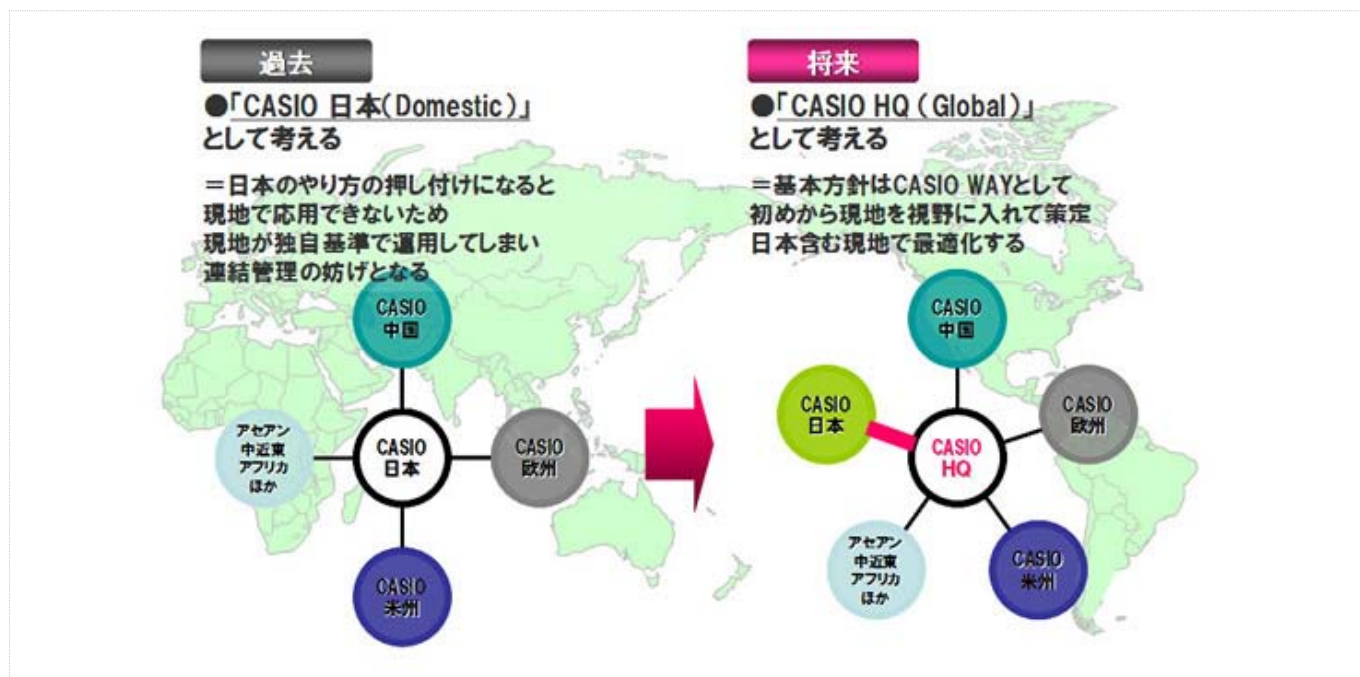 過去
●「CASIO 日本(Domestic)」
として考える
＝日本のやり方の押し付けになると
現地で応用できないため
現地が独自基準で運用してしまい
連結管理の妨げとなる
CASIO
中国
アセアン
中近東
アフリカ
ほか
CASIO
日本
CASIO
欧州
CASIO
米州
将来
●「CASIO HQ(Global)」
として考える
＝基本方針はCASIO WAYとして
初めから現地を視野に入れて策定
日本含む現地で最適化する
CASIO
中国
CASIO
日本
CASIO
欧州
CASIO
HQ
アセアン
中近東
アフリカ
ほか
CASIO
米州